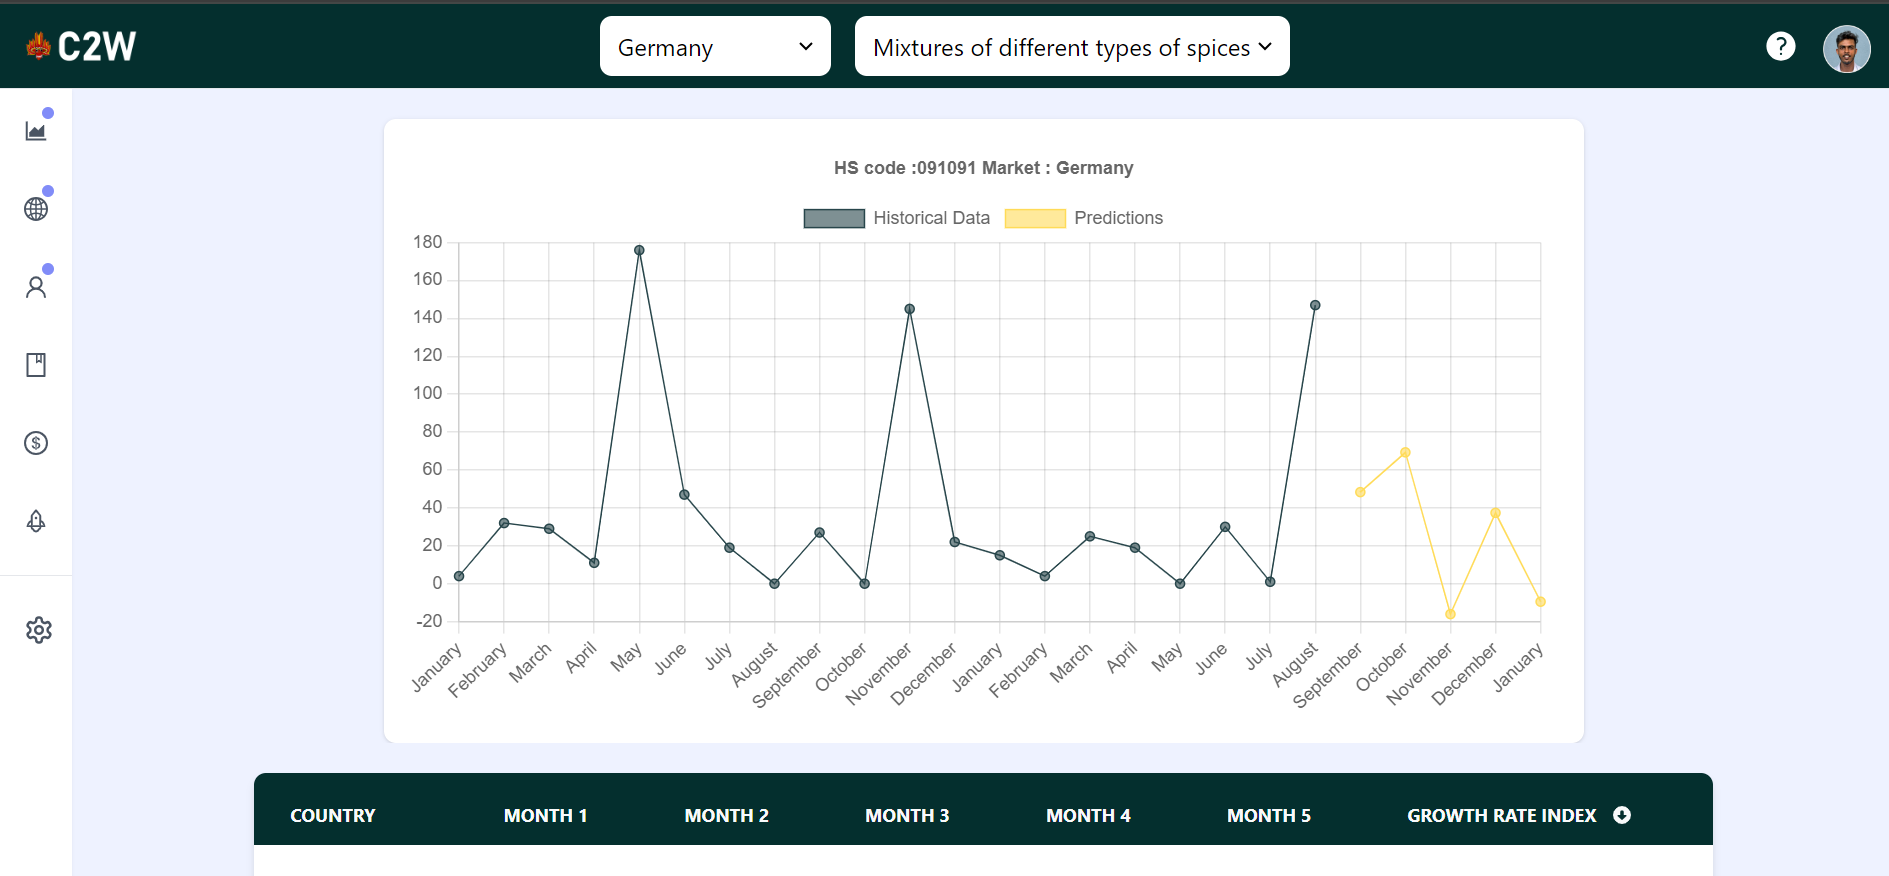 C2W
Germany
Mixtures of different types of spices
?
HS code :091091 Market : Germany
Historical Data
Predictions
180
160
140
120
100
80
60
40
20
0
-20
January
February
March
April
May
June
July
August
September
October
November
December
January
February
March
April
May
June
July
August
September
October
November
December
January
$
COUNTRY MONTH 1 MONTH 2 MONTH 3 MONTH 4 MONTH 5 GROWTH RATE INDEX